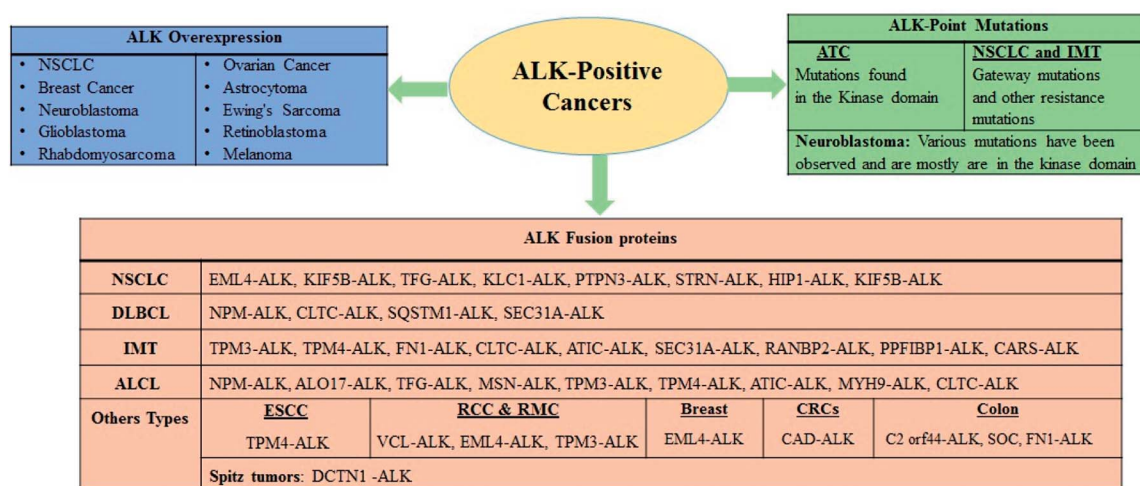 ALK Overexpression
• NSCLC
• Breast Cancer
• Neuroblastoma
• Glioblastoma
• Rhabdomyosarcoma
• Ovarian Cancer
• Astrocytoma
• Ewing's Sarcoma
• Retinoblastoma
• Melanoma
ALK-Positive
Cancers
ALK-Point Mutations
ATC
Mutations found
in the Kinase domain
NSCLC and IMT
Gateway mutations
and other resistance
mutations
Neuroblastoma: Various mutations have been
observed and are mostly are in the kinase domain
ALK Fusion proteins
NSCLC EML4-ALK, KIF5B-ALK, TFG-ALK, KLC1-ALK, PTPN3-ALK, STRN-ALK, HIP1-ALK, KIF5B-ALK
DLBCL NPM-ALK, CLTC-ALK, SQSTM1-ALK, SEC31A-ALK
IMT TPM3-ALK, TPM4-ALK, FN1-ALK, CLTC-ALK, ATIC-ALK, SEC31A-ALK, RANBP2-ALK, PPFIBP1-ALK, CARS-ALK
ALCL NPM-ALK, ALO17-ALK, TFG-ALK, MSN-ALK, TPM3-ALK, TPM4-ALK, ATIC-ALK, MYH9-ALK, CLTC-ALK
Others Types
ESCC
TPM4-ALK
RCC & RMC
VCL-ALK, EML4-ALK, TPM3-ALK
Breast
EML4-ALK
CRCs
CAD-ALK
Colon
C2 orf44-ALK, SOC, FN1-ALK
Spitz tumors: DCTN1 -ALK